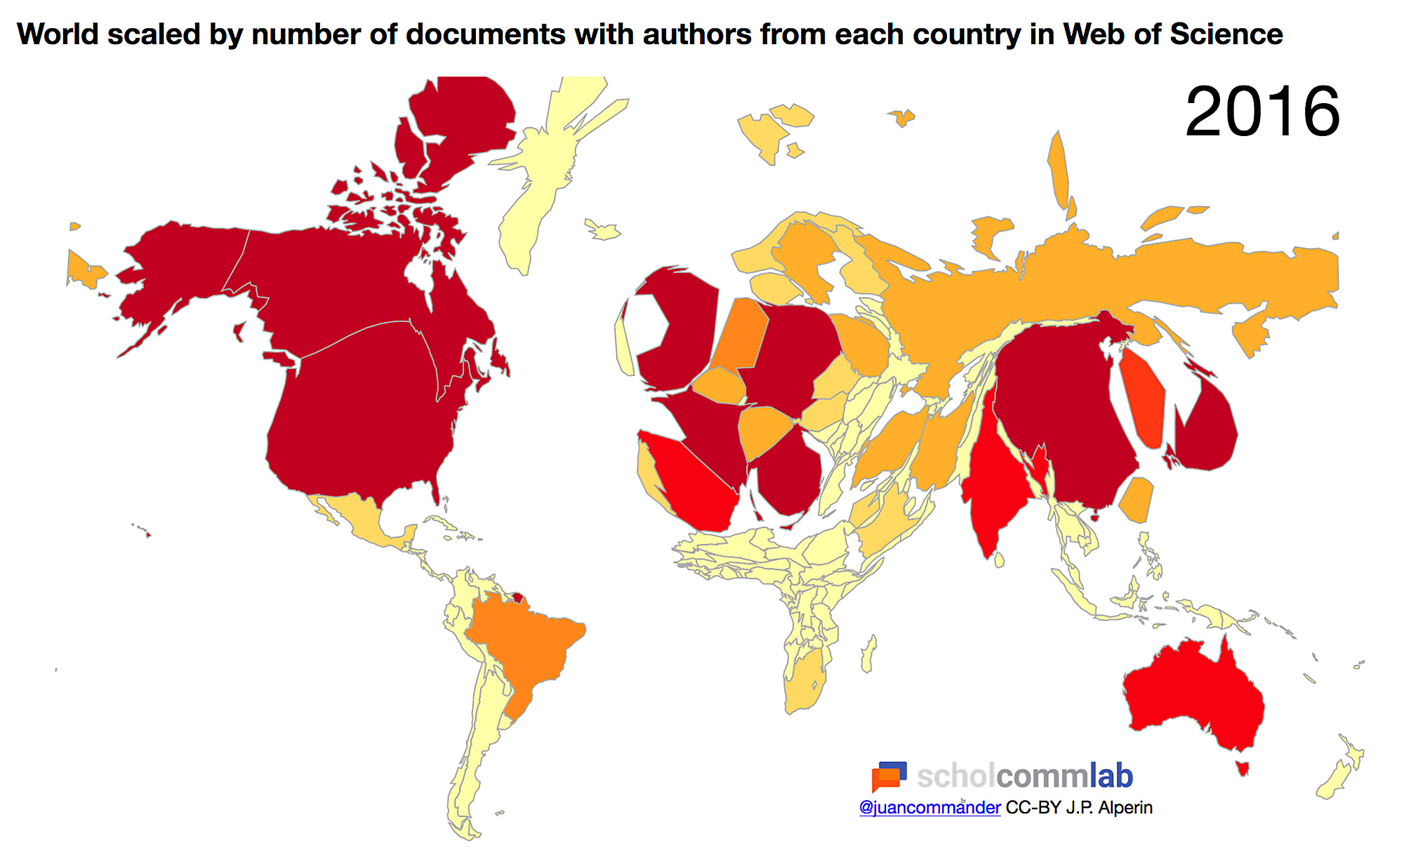 World scaled by number of documents with authors from each country in Web of Science
2016
scholcommlab
@juancommander CC-BY J.P. Alperin